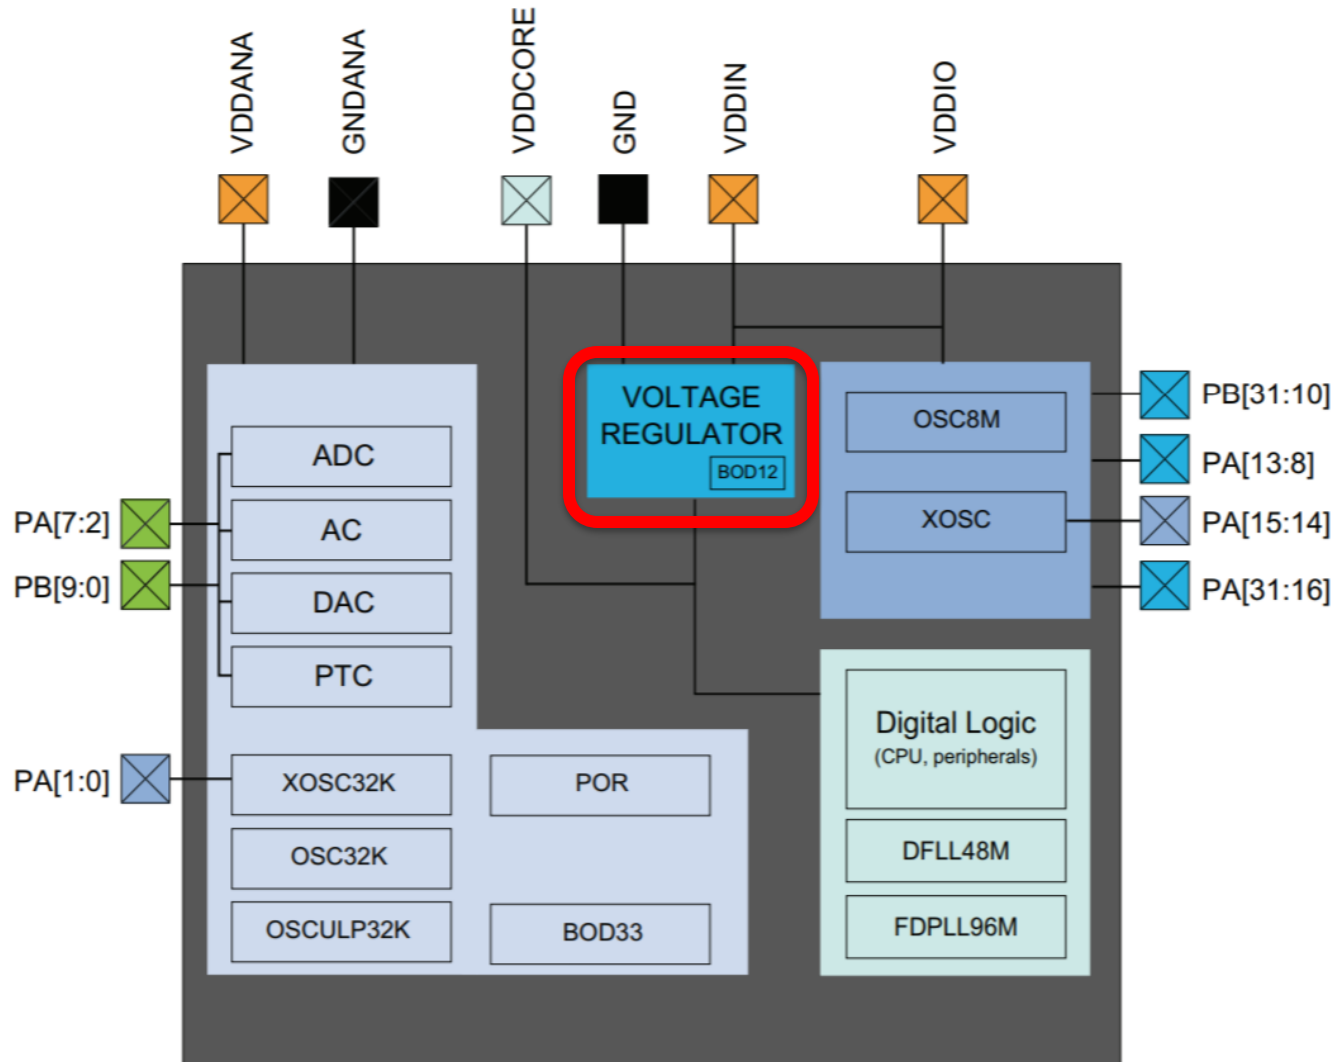 VDDANA
GNDANA
VDDCORE
GND
VDDIN
VDDIO
VOLTAGE
REGULATOR
BOD12
OSC8M
XOSC
PB[31:10]
PA[13:8]
PA[15:14]
PA[31:16]
ADC
AC
DAC
PTC
PA[7:2]
PB[9:0]
PA[1:0]
XOSC32K
OSC32K
OSCULP32K
POR
BOD33
Digital Logic
(CPU, peripherals)
DFLL48M
FDPLL96M